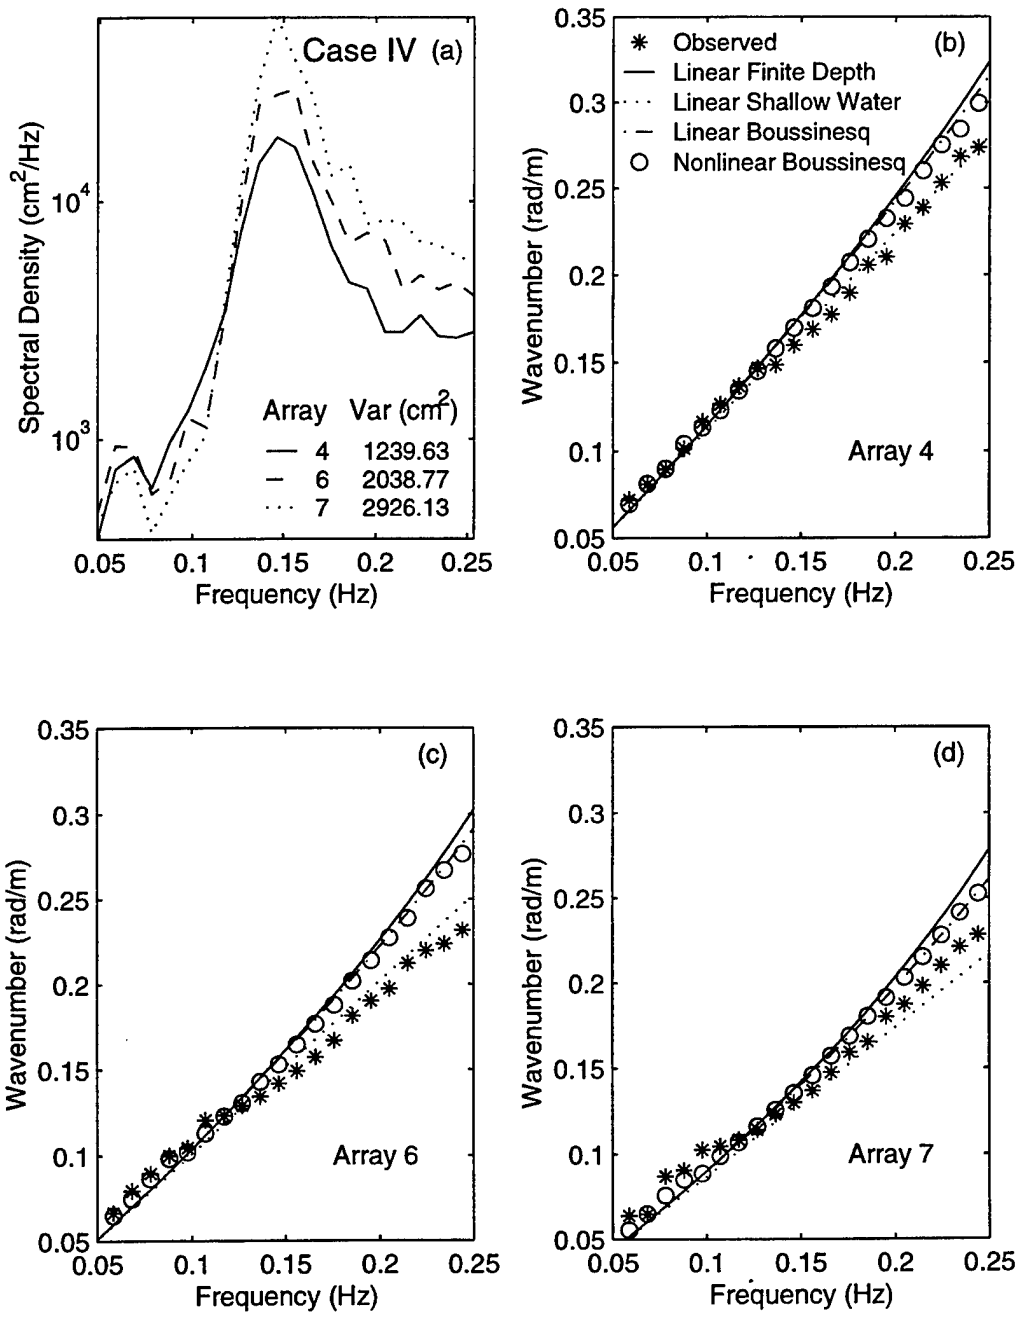 Case IV (a)
Spectral Density (cm²/Hz)
10⁴
10³
Array Var (cm²)
4 1239.63
6 2038.77
7 2926.13
0.05 0.1 0.15 0.2 0.25
Frequency (Hz)
(b)
Observed
Linear Finite Depth
Linear Shallow Water
Linear Boussinesq
Nonlinear Boussinesq
Wavenumber (rad/m)
0.35
0.3
0.25
0.2
0.15
0.1
0.05
Array 4
0.05 0.1 0.15 0.2 0.25
Frequency (Hz)
(c)
Wavenumber (rad/m)
0.35
0.3
0.25
0.2
0.15
0.1
0.05
Array 6
0.05 0.1 0.15 0.2 0.25
Frequency (Hz)
(d)
Wavenumber (rad/m)
0.35
0.3
0.25
0.2
0.15
0.1
0.05
Array 7
0.05 0.1 0.15 0.2 0.25
Frequency (Hz)